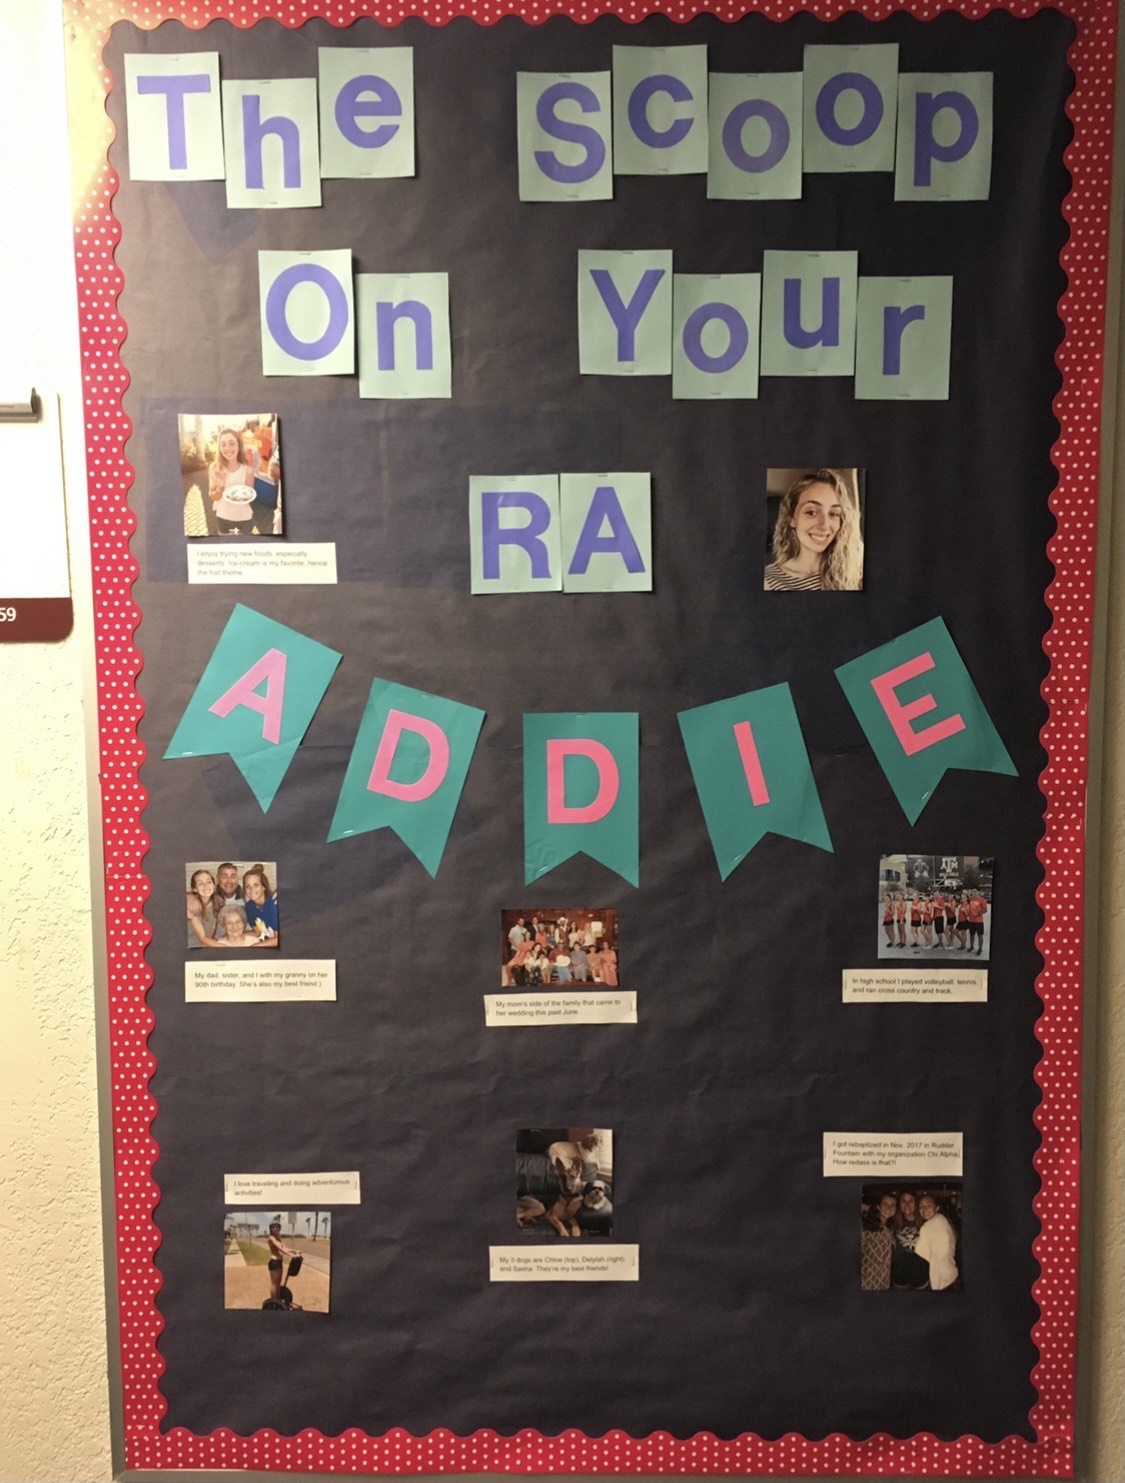 The Scoop
On Your
RA
ADDIE
I enjoy trying new foods, especially
desserts. Ice-cream is my favorite, hence
the hall theme
59
My dad, sister, and I with my granny on her
90th birthday. She's also my best friend:)
My mom's side of the family that came to
her wedding this past June
ATM
In high school I played volleyball, tennis,
and ran cross country and track.
I love traveling and doing adventurous
activities!
My 3 dogs are Chloe (top), Delylah (right)
and Sasha. They're my best friends!
I got rebaptized in Nov. 2017 in Rudder
Fountain with my organization Chi Alpha.
How redass is that?!